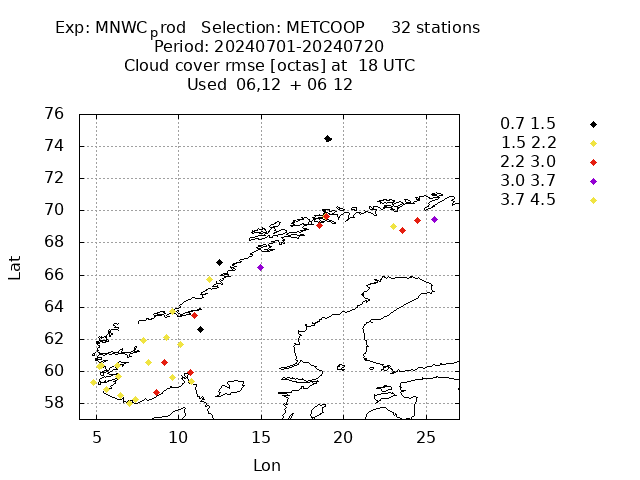 Exp: MNWCprod Selection: METCOOP 32 stations
Period: 20240701-20240720
Cloud cover rmse [octas] at 18 UTC
Used 06,12 + 06 12
76
74
72
70
68
66
64
62
60
58
5 10 15 20 25
Lat
Lon
0.7 1.5
1.5 2.2
2.2 3.0
3.0 3.7
3.7 4.5